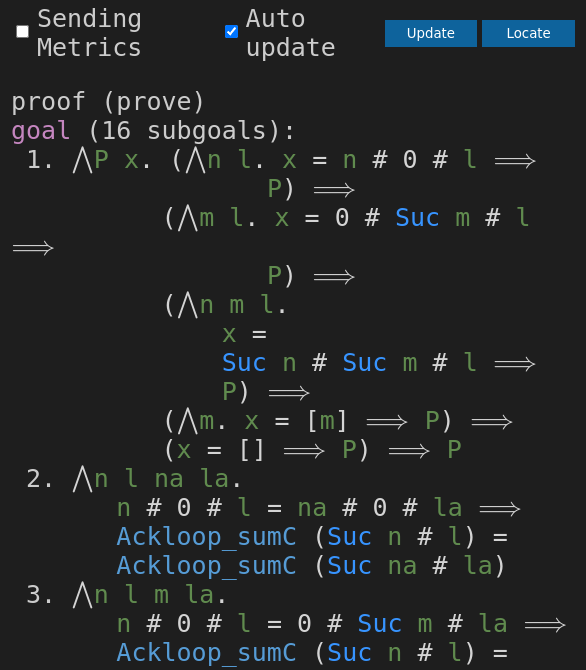 Sending Metrics
Auto update
Update
Locate
proof (prove)
goal (16 subgoals):
1. ⋀P x. (⋀n l. x = n # 0 # l ⟹
P) ⟹
(⋀m l. x = 0 # Suc m # l
⟹
P) ⟹
(⋀n m l.
x =
Suc n # Suc m # l ⟹
P) ⟹
(⋀m. x = [m] ⟹ P) ⟹
(x = [] ⟹ P) ⟹ P
2. ⋀n l na la.
n # 0 # l = na # 0 # la ⟹
Ackloop_sumC (Suc n # l) =
Ackloop_sumC (Suc na # la)
3. ⋀n l m la.
n # 0 # l = 0 # Suc m # la ⟹
Ackloop_sumC (Suc n # l) =